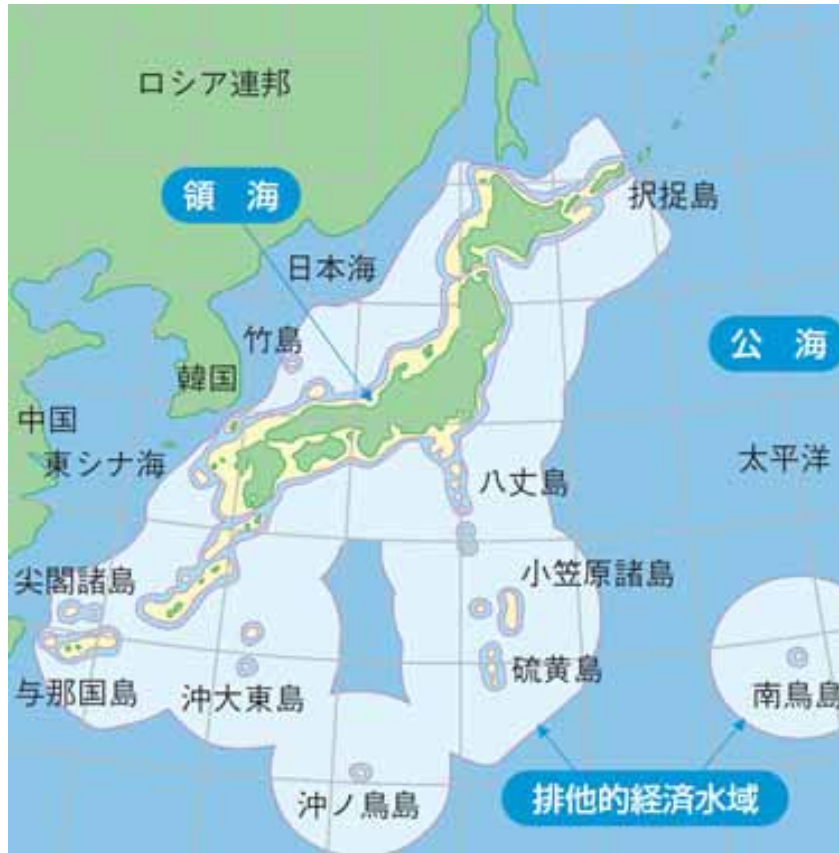 ロシア連邦
領 海
択捉島
日本海
竹島
公 海
韓国
中国
東シナ海
太平洋
八丈島
尖閣諸島
小笠原諸島
与那国島
沖大東島
硫黄島
南鳥島
沖ノ鳥島
排他的経済水域